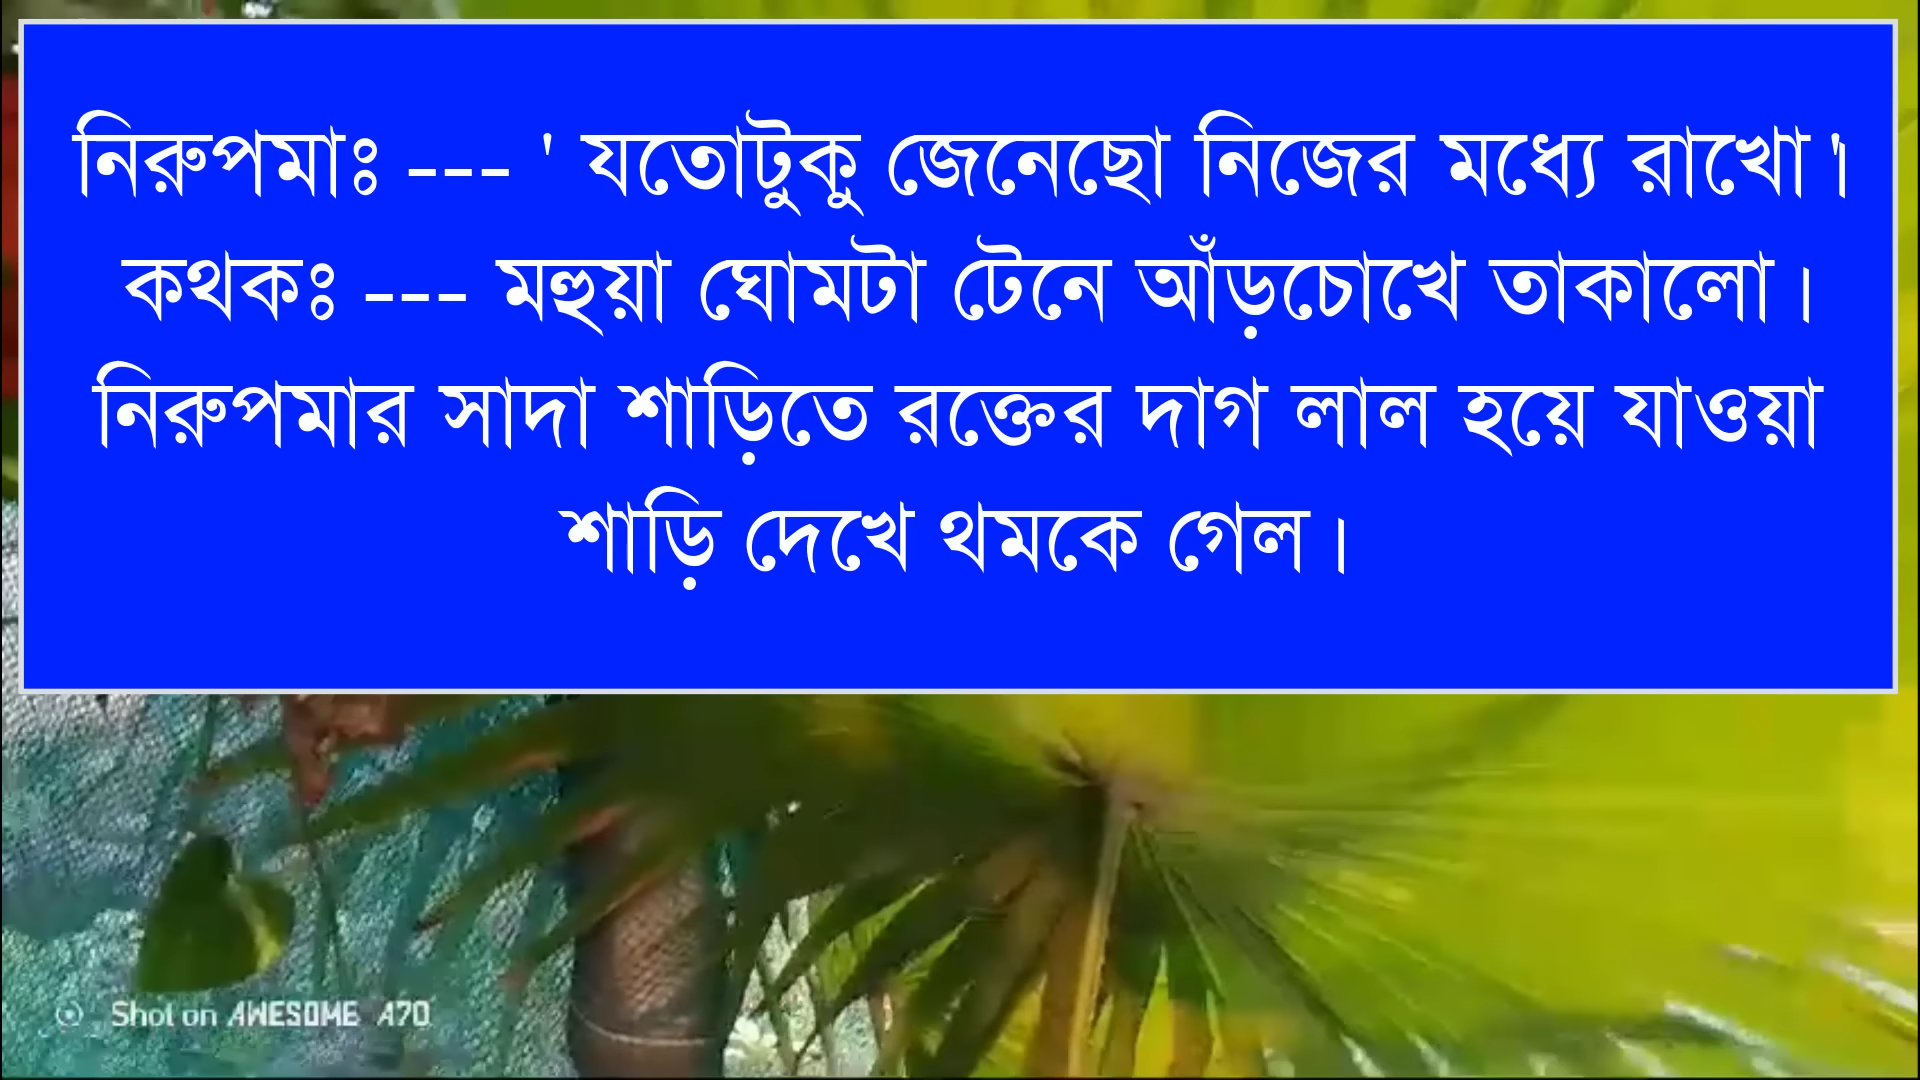 নিরুপমাঃ --- ' যতোটুকু জেনেছো নিজের মধ্যে রাখো '।
কথকঃ --- মহুয়া ঘোমটা টেনে আঁড়চোখে তাকালো।
নিরুপমার সাদা শাড়িতে রক্তের দাগ লাল হয়ে যাওয়া
শাড়ি দেখে থমকে গেল।
Shot on AWESOME A70